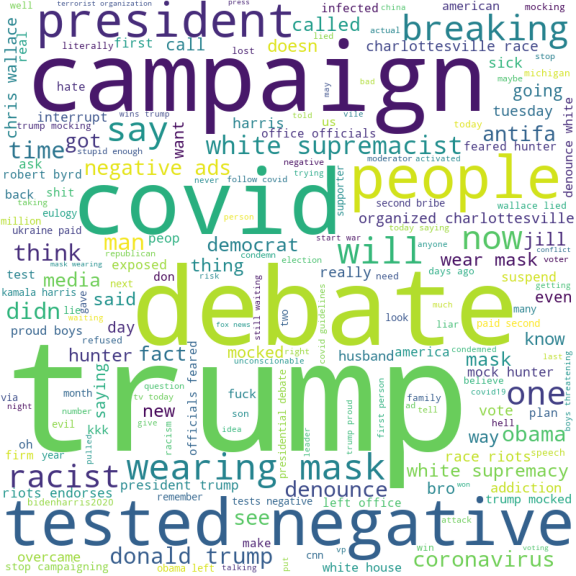 terrorist organization
press
mocking
china
well
president
infected
american
breaking
literally
first
called
lied
actual
stop
chris wallace
real
lost
call
doesn
charlottesville race
maybe
campaign
hate
interrupt
wins trump
harris
may
bad
sick
going
michigan
vile
tuesday
told
today
trump mocking
got
say
want
office officials
us
feared hunter
antifa
denounce white
time
stupid enough
white supremacist
negative
moderator activated
ask
negative ads
never
follow covid
trying
wallace lied
robert byrd
shit
covid
supporter
people
back
taking
eulogy
man
person
second bribe
today saying
organized charlottesville
million
ukraine paid
peop
start war
anyone
conflict
think
republican
democrat
condemn
election
will
now
jill
voter
mask wearing
exposed
thing
risk
really
need
days ago
wear mask
getting
test
media
next
don
kamala harris
gave
debate
suspend
even
didn
lie
said
waiting
still waiting
two
look
many
proud boys
day
refused
fox news
right
covid guidelines
liar
paid second
much
hunter
fact
mocked
unconscionable
husband
america
condemned
know
last
via
question
tv today
trump
mask
mock hunter
boys threatening
month
saying
officials feared
fuck
presidential debate
first person
family
believe
covid19
one
night
number
give
new
son
ad
tell
vote
plan
hell
evil
kkk
racism
idea
leader
trump proud
way
obama
oh
firm
year
pulled
wearing mask
race riots
speech
racist
president trump
denounce
white supremacy
riots endorses
bidenharris2020
remember
tests negative
left office
bro
won
addiction
trump mocked
tested negative
see
attack
overcame
make
cnn
vp
win
voting
stop campaigning
donald trump
obama left
talking
put
white house
coronavirus